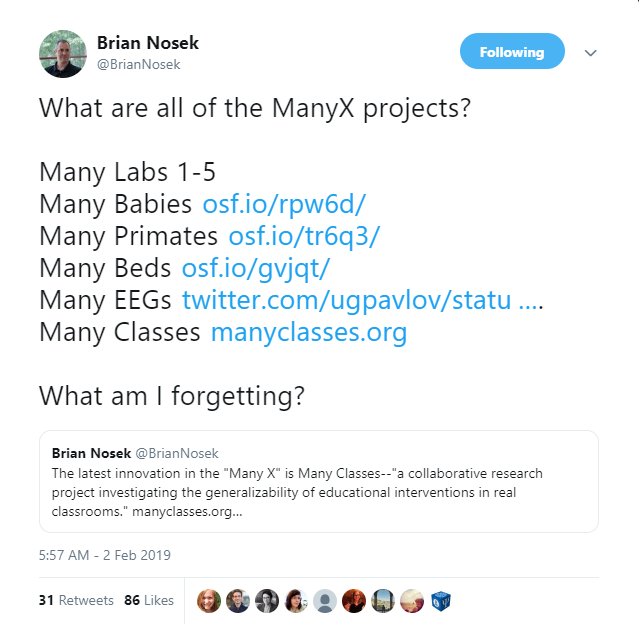 Brian Nosek
@BrianNosek
Following
What are all of the ManyX projects?
Many Labs 1-5
Many Babies osf.io/rpw6d/
Many Primates osf.io/tr6q3/
Many Beds osf.io/gvjqt/
Many EEGs twitter.com/ugpavlov/statu ….
Many Classes manyclasses.org
What am I forgetting?
Brian Nosek @BrianNosek
The latest innovation in the "Many X" is Many Classes--"a collaborative research
project investigating the generalizability of educational interventions in real
classrooms." manyclasses.org...
5:57 AM - 2 Feb 2019
31 Retweets 86 Likes